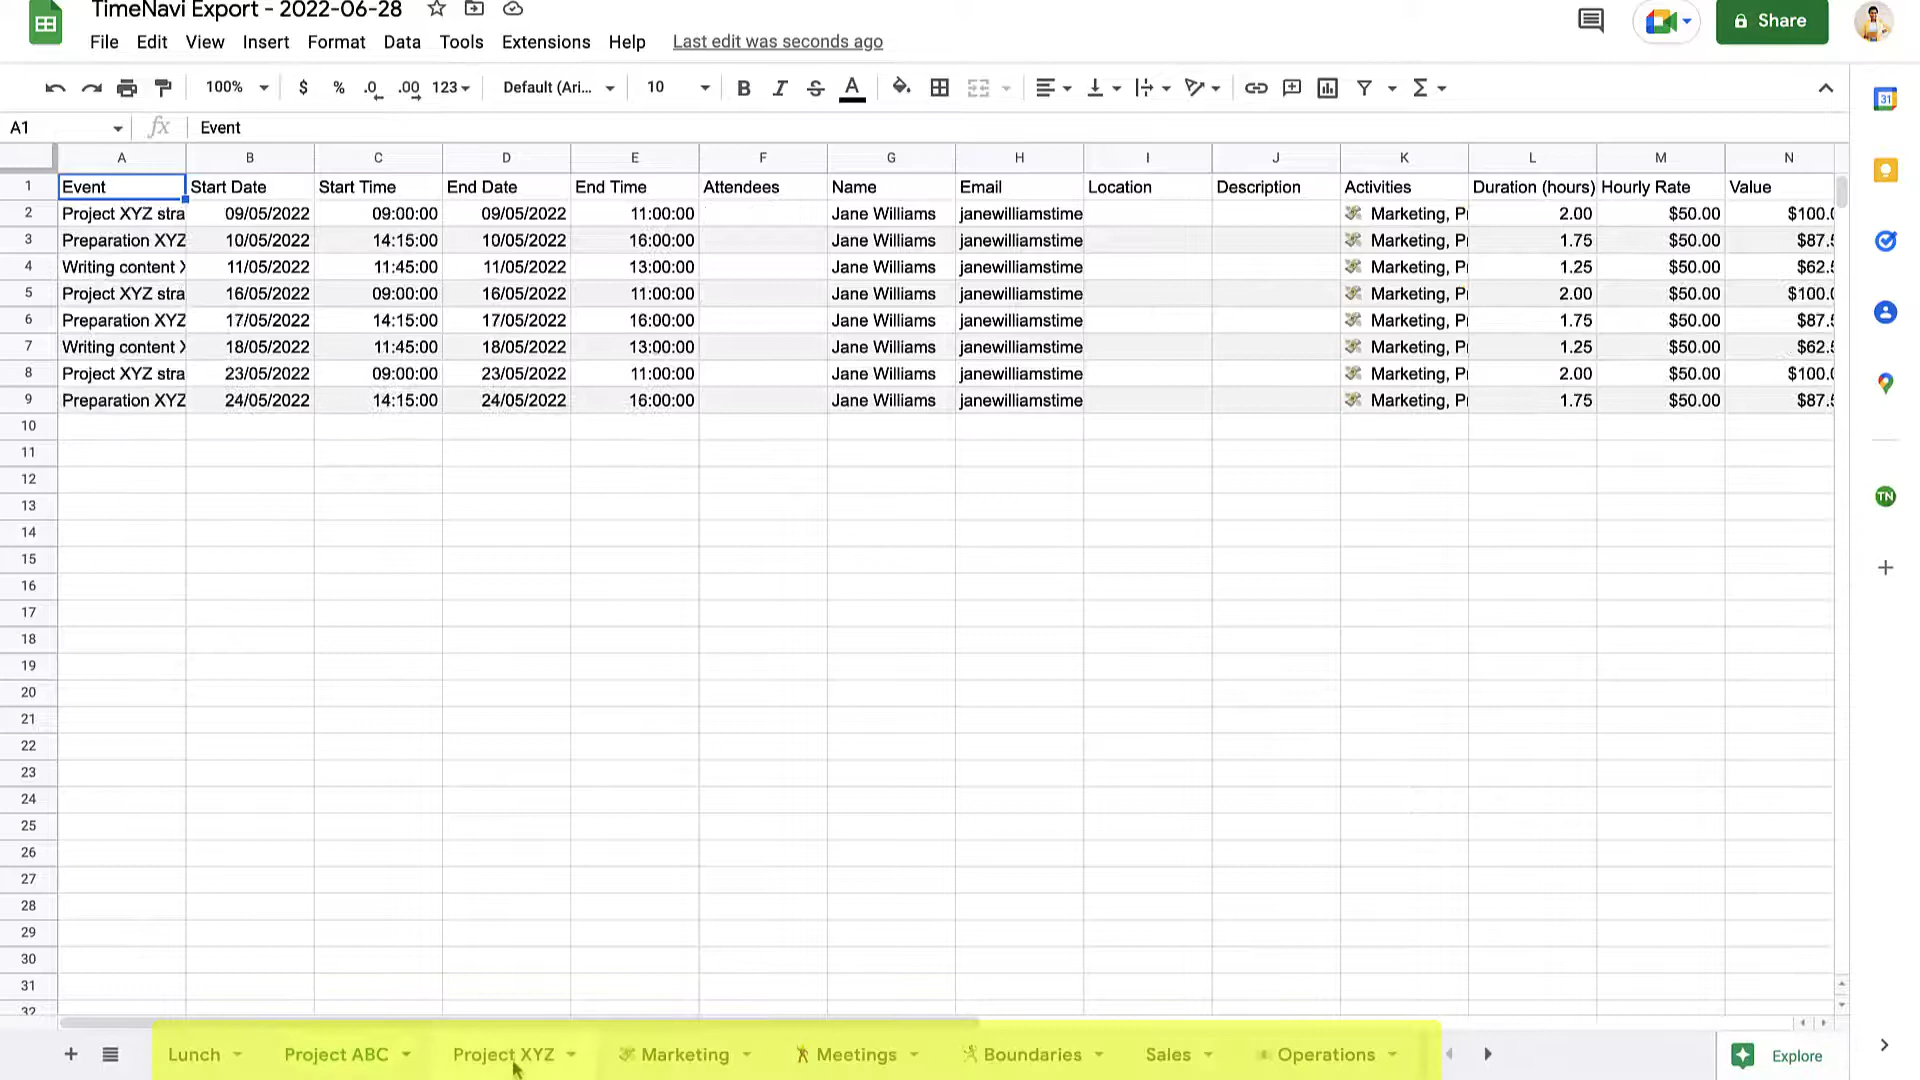 TimeNavi Export - 2022-06-28
File Edit View Insert Format Data Tools Extensions Help Last edit was seconds ago
Share
100% $ % .0 .00 123 Default (Ari... 10 B I S A
A1 fx Event
A B C D E F G H I J K L M N
1 Event Start Date Start Time End Date End Time Attendees Name Email Location Description Activities Duration (hours) Hourly Rate Value
2 Project XYZ stra 09/05/2022 09:00:00 09/05/2022 11:00:00 Jane Williams janewilliamstime Marketing, Pr 2.00 $50.00 $100.0
3 Preparation XYZ 10/05/2022 14:15:00 10/05/2022 16:00:00 Jane Williams janewilliamstime Marketing, Pr 1.75 $50.00 $87.5
4 Writing content X 11/05/2022 11:45:00 11/05/2022 13:00:00 Jane Williams janewilliamstime Marketing, Pr 1.25 $50.00 $62.5
5 Project XYZ stra 16/05/2022 09:00:00 16/05/2022 11:00:00 Jane Williams janewilliamstime Marketing, Pr 2.00 $50.00 $100.0
6 Preparation XYZ 17/05/2022 14:15:00 17/05/2022 16:00:00 Jane Williams janewilliamstime Marketing, Pr 1.75 $50.00 $87.5
7 Writing content X 18/05/2022 11:45:00 18/05/2022 13:00:00 Jane Williams janewilliamstime Marketing, Pr 1.25 $50.00 $62.5
8 Project XYZ stra 23/05/2022 09:00:00 23/05/2022 11:00:00 Jane Williams janewilliamstime Marketing, Pr 2.00 $50.00 $100.0
9 Preparation XYZ 24/05/2022 14:15:00 24/05/2022 16:00:00 Jane Williams janewilliamstime Marketing, Pr 1.75 $50.00 $87.5
10
11
12
13
14
15
16
17
18
19
20
21
22
23
24
25
26
27
28
29
30
31
32
31
TN
Lunch Project ABC Project XYZ Marketing Meetings Boundaries Sales Operations Explore